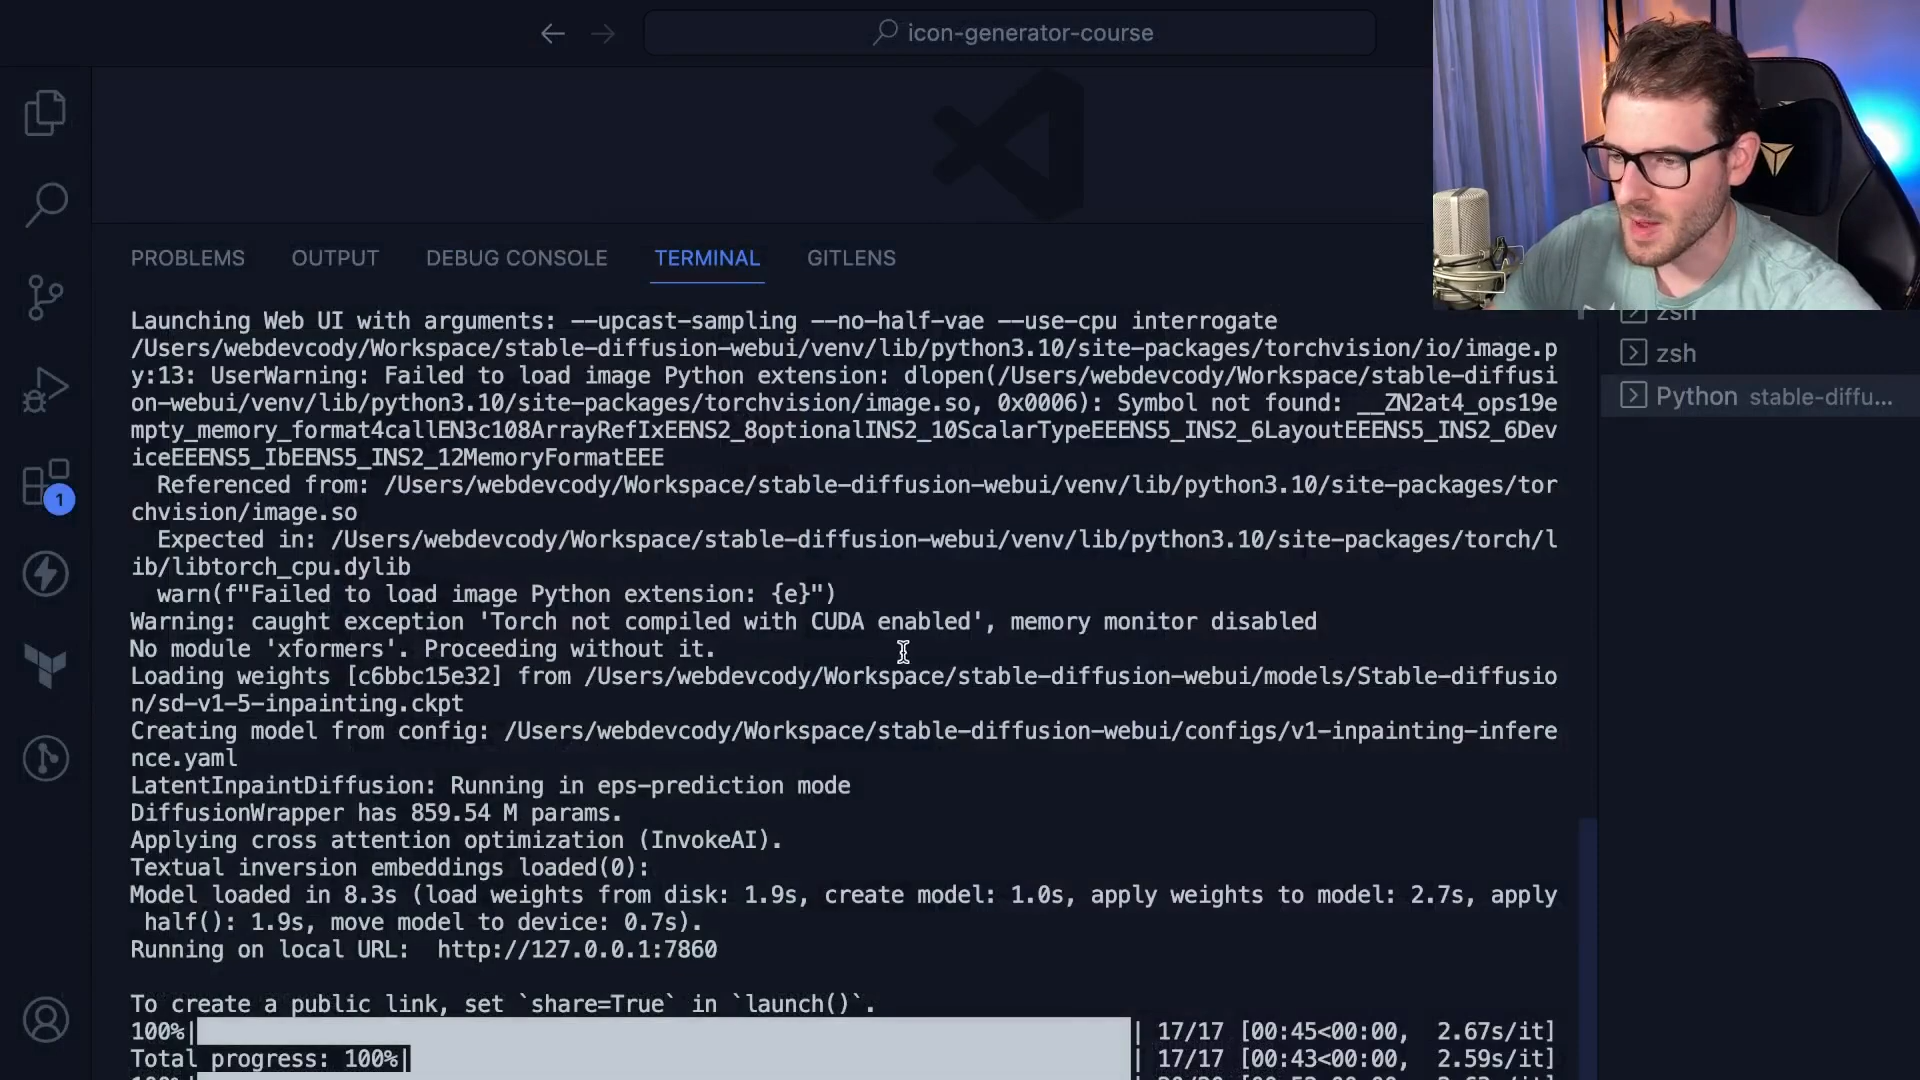 icon-generator-course
PROBLEMS OUTPUT DEBUG CONSOLE TERMINAL GITLENS
Launching Web UI with arguments: --upcast-sampling --no-half-vae --use-cpu interrogate
/Users/webdevcody/Workspace/stable-diffusion-webui/venv/lib/python3.10/site-packages/torchvision/io/image.p
y:13: UserWarning: Failed to load image Python extension: dlopen(/Users/webdevcody/Workspace/stable-diffusi
on-webui/venv/lib/python3.10/site-packages/torchvision/image.so, 0x0006): Symbol not found: __ZN2at4_ops19e
mpty_memory_format4callEN3c108ArrayRefIxEENS2_8optionalINS2_10ScalarTypeEEENS5_INS2_6LayoutEEENS5_INS2_6Dev
iceEEENS5_IbEENS5_INS2_12MemoryFormatEEE
Referenced from: /Users/webdevcody/Workspace/stable-diffusion-webui/venv/lib/python3.10/site-packages/tor
chvision/image.so
Expected in: /Users/webdevcody/Workspace/stable-diffusion-webui/venv/lib/python3.10/site-packages/torch/l
ib/libtorch_cpu.dylib
warn(f"Failed to load image Python extension: {e}")
Warning: caught exception 'Torch not compiled with CUDA enabled', memory monitor disabled
No module 'xformers'. Proceeding without it.
Loading weights [c6bbc15e32] from /Users/webdevcody/Workspace/stable-diffusion-webui/models/Stable-diffusio
n/sd-v1-5-inpainting.ckpt
Creating model from config: /Users/webdevcody/Workspace/stable-diffusion-webui/configs/v1-inpainting-infere
nce.yaml
LatentInpaintDiffusion: Running in eps-prediction mode
DiffusionWrapper has 859.54 M params.
Applying cross attention optimization (InvokeAI).
Textual inversion embeddings loaded(0):
Model loaded in 8.3s (load weights from disk: 1.9s, create model: 1.0s, apply weights to model: 2.7s, apply
half(): 1.9s, move model to device: 0.7s).
Running on local URL: http://127.0.0.1:7860
To create a public link, set `share=True` in `launch()`.
100%| | 17/17 [00:45<00:00, 2.67s/it]
Total progress: 100%| | 17/17 [00:43<00:00, 2.59s/it]
zsh
zsh
Python stable-diffu...
1